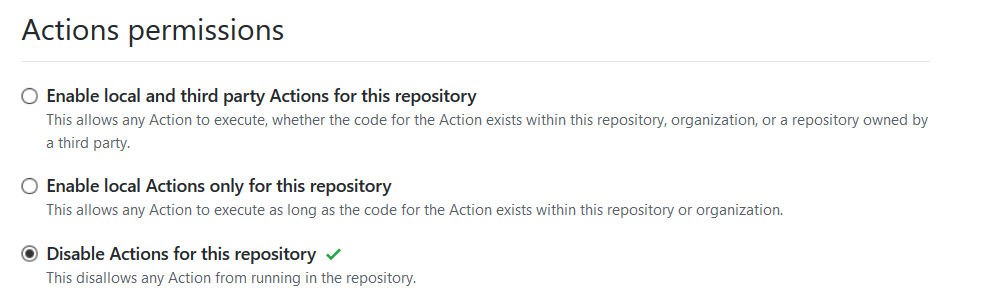 Actions permissions
Enable local and third party Actions for this repository
This allows any Action to execute, whether the code for the Action exists within this repository, organization, or a repository owned by
a third party.
Enable local Actions only for this repository
This allows any Action to execute as long as the code for the Action exists within this repository or organization.
Disable Actions for this repository
This disallows any Action from running in the repository.